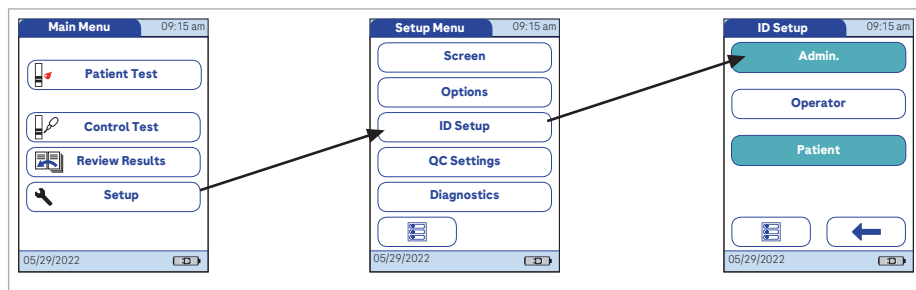 Main Menu 09:15 am
Patient Test
Control Test
Review Results
Setup
05/29/2022
Setup Menu 09:15 am
Screen
Options
ID Setup
QC Settings
Diagnostics
05/29/2022
ID Setup 09:15 am
Admin.
Operator
Patient
05/29/2022